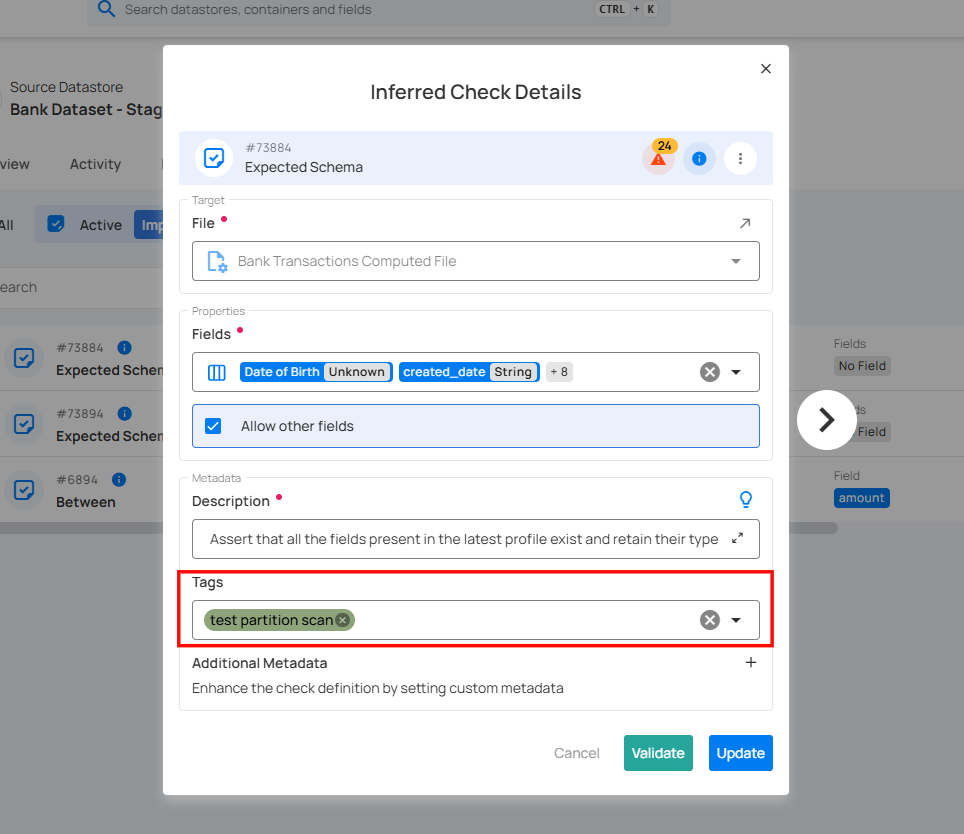 Search datastores, containers and fields CTRL + K
Source Datastore
Bank Dataset - Stag
view Activity
All Active Imp
earch
#73884
Expected Schem
#73894
Expected Schem
#6894
Between
Inferred Check Details
#73884
Expected Schema
24
Target
File
Bank Transactions Computed File
Properties
Fields
Date of Birth Unknown created_date String + 8
Allow other fields
Metadata
Description
Assert that all the fields present in the latest profile exist and retain their type
Tags
test partition scan
Additional Metadata
Enhance the check definition by setting custom metadata
Cancel Validate Update
Fields
No Field
ds
Field
Field
amount